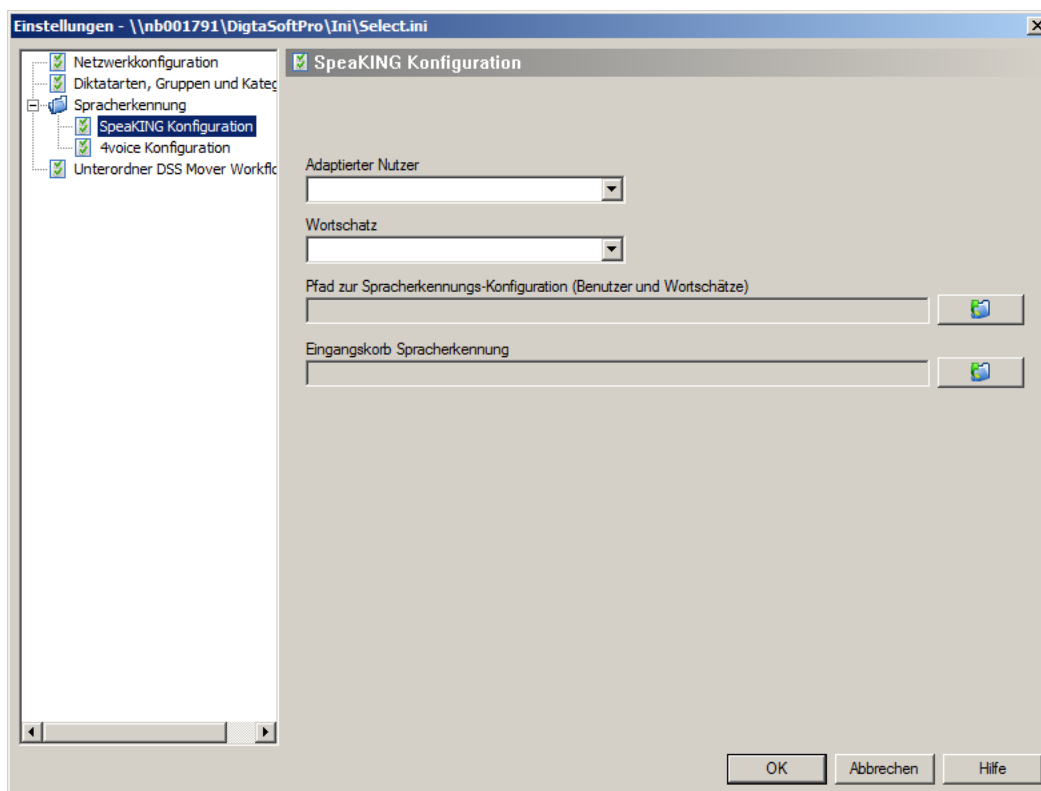 Einstellungen - \\nb001791\DigtaSoftPro\Ini\Select.ini
Netzwerkkonfiguration
Diktatarten, Gruppen und Kateg
Spracherkennung
SpeaKING Konfiguration
4voice Konfiguration
Unterordner DSS Mover Workflo
SpeaKING Konfiguration
Adaptierter Nutzer
Wortschatz
Pfad zur Spracherkennungs-Konfiguration (Benutzer und Wortschätze)
Eingangskorb Spracherkennung
OK Abbrechen Hilfe